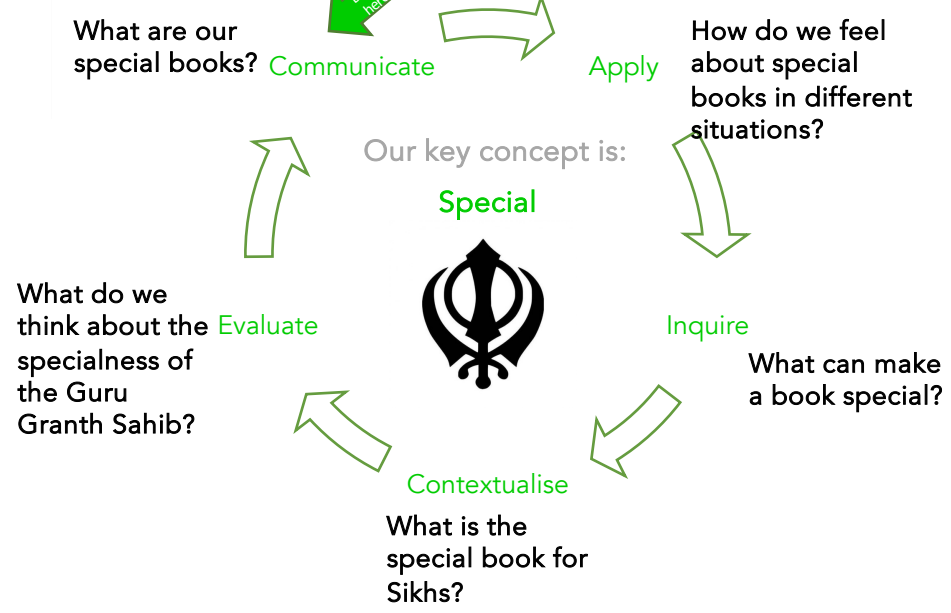 What are our
special books?
Communicate
Apply
How do we feel
about special
books in different
situations?
Our key concept is:
Special
What do we
think about the
specialness of
the Guru
Granth Sahib?
Evaluate
Inquire
What can make
a book special?
Contextualise
What is the
special book for
Sikhs?